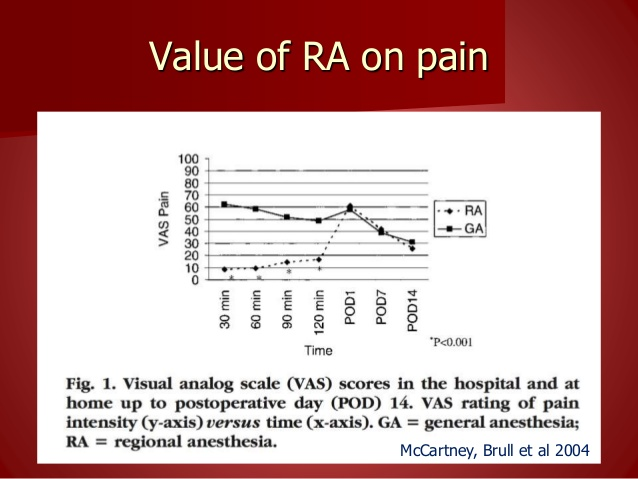 Value of RA on pain
100
90
80
70
60
50
40
30
20
10
0
VAS Pain
RA
GA
*
*
*
*
30 min
60 min
90 min
120 min
POD1
POD7
POD14
Time
*P<0.001
Fig. 1. Visual analog scale (VAS) scores in the hospital and at
home up to postoperative day (POD) 14. VAS rating of pain
intensity (y-axis) versus time (x-axis). GA = general anesthesia;
RA = regional anesthesia.
McCartney, Brull et al 2004